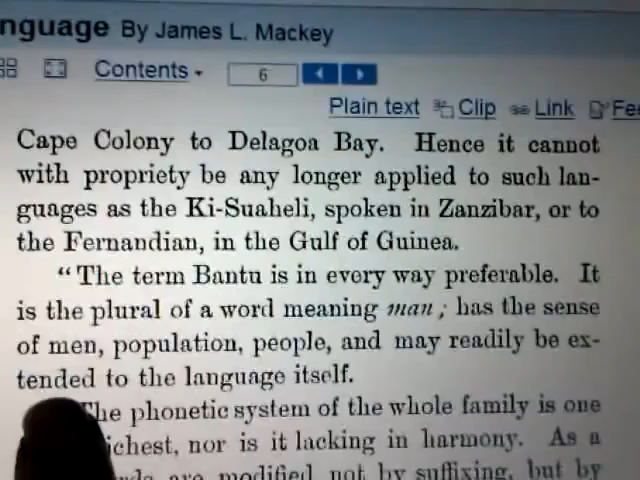 nguage By James L. Mackey
Contents 6
Plain text Clip Link Fe
Cape Colony to Delagoa Bay. Hence it cannot
with propriety be any longer applied to such lan-
guages as the Ki-Suaheli, spoken in Zanzibar, or to
the Fernandian, in the Gulf of Guinea.
"The term Bantu is in every way preferable. It
is the plural of a word meaning man; has the sense
of men, population, people, and may readily be ex-
tended to the language itself.
The phonetic system of the whole family is one
ichest, nor is it lacking in harmony. As a
are modified not by suffixing, but by